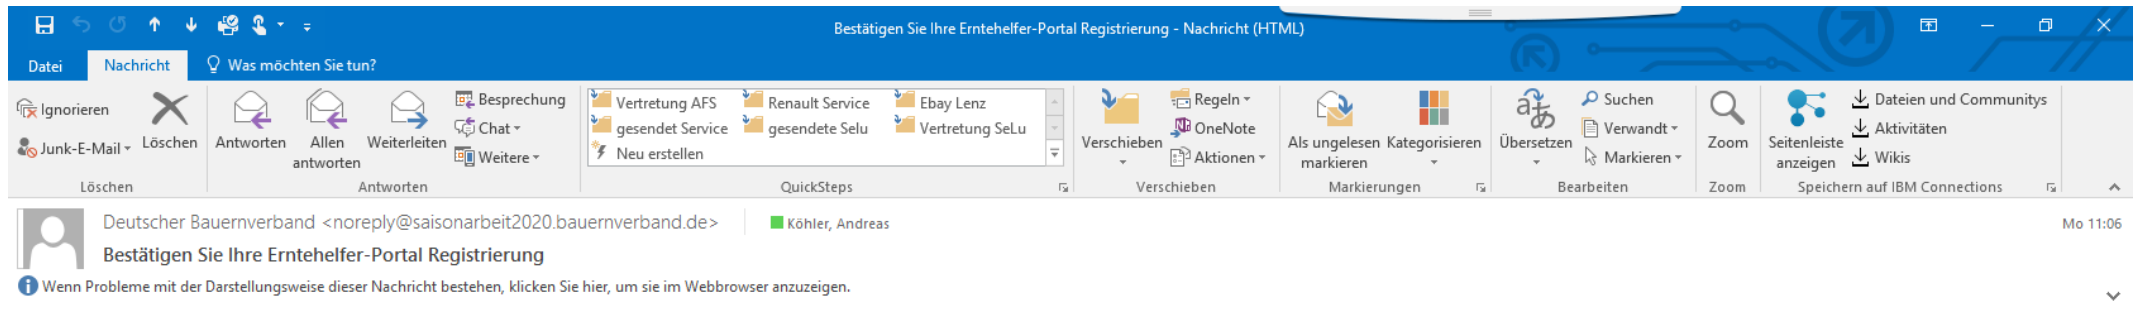 Bestätigen Sie Ihre Erntehelfer-Portal Registrierung - Nachricht (HTML)
Datei Nachricht Was möchten Sie tun?
Ignorieren
Junk-E-Mail
Löschen
Löschen
Antworten
Allen antworten
Weiterleiten
Besprechung
Chat
Weitere
Antworten
Vertretung AFS Renault Service Ebay Lenz
gesendet Service gesendete Selu Vertretung SeLu
Neu erstellen
QuickSteps
Verschieben
Regeln
OneNote
Aktionen
Verschieben
Als ungelesen markieren
Kategorisieren
Markierungen
Übersetzen
Suchen
Verwandt
Markieren
Bearbeiten
Zoom
Zoom
Seitenleiste anzeigen
Dateien und Communitys
Aktivitäten
Wikis
Speichern auf IBM Connections
Deutscher Bauernverband <noreply@saisonarbeit2020.bauernverband.de> Köhler, Andreas Mo 11:06
Bestätigen Sie Ihre Erntehelfer-Portal Registrierung
Wenn Probleme mit der Darstellungsweise dieser Nachricht bestehen, klicken Sie hier, um sie im Webbrowser anzuzeigen.